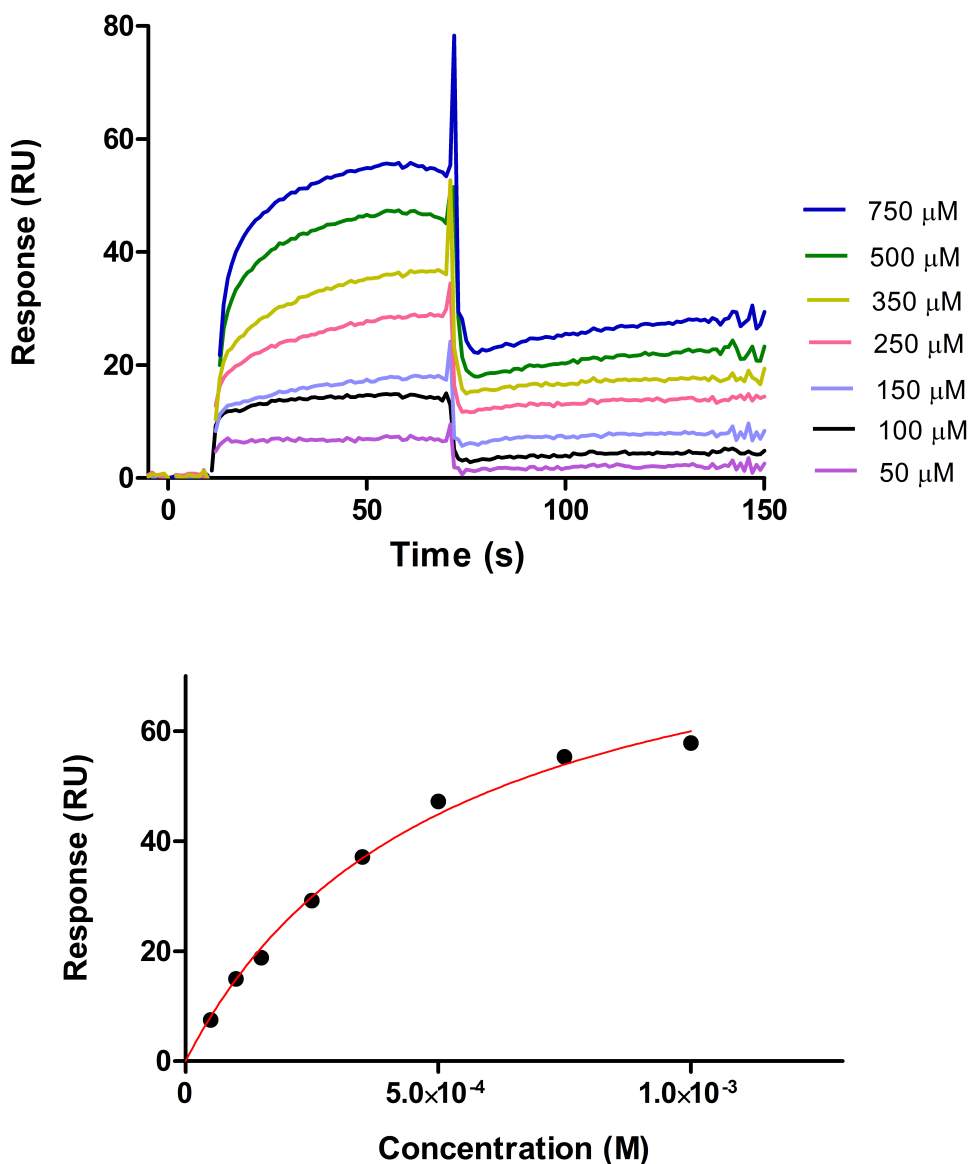 80
60
40
20
0
Response (RU)
0
50
100
150
Time (s)
750 μM
500 μM
350 μM
250 μM
150 μM
100 μM
50 μM
60
40
20
0
Response (RU)
0
5.0×10⁻⁴
1.0×10⁻³
Concentration (M)